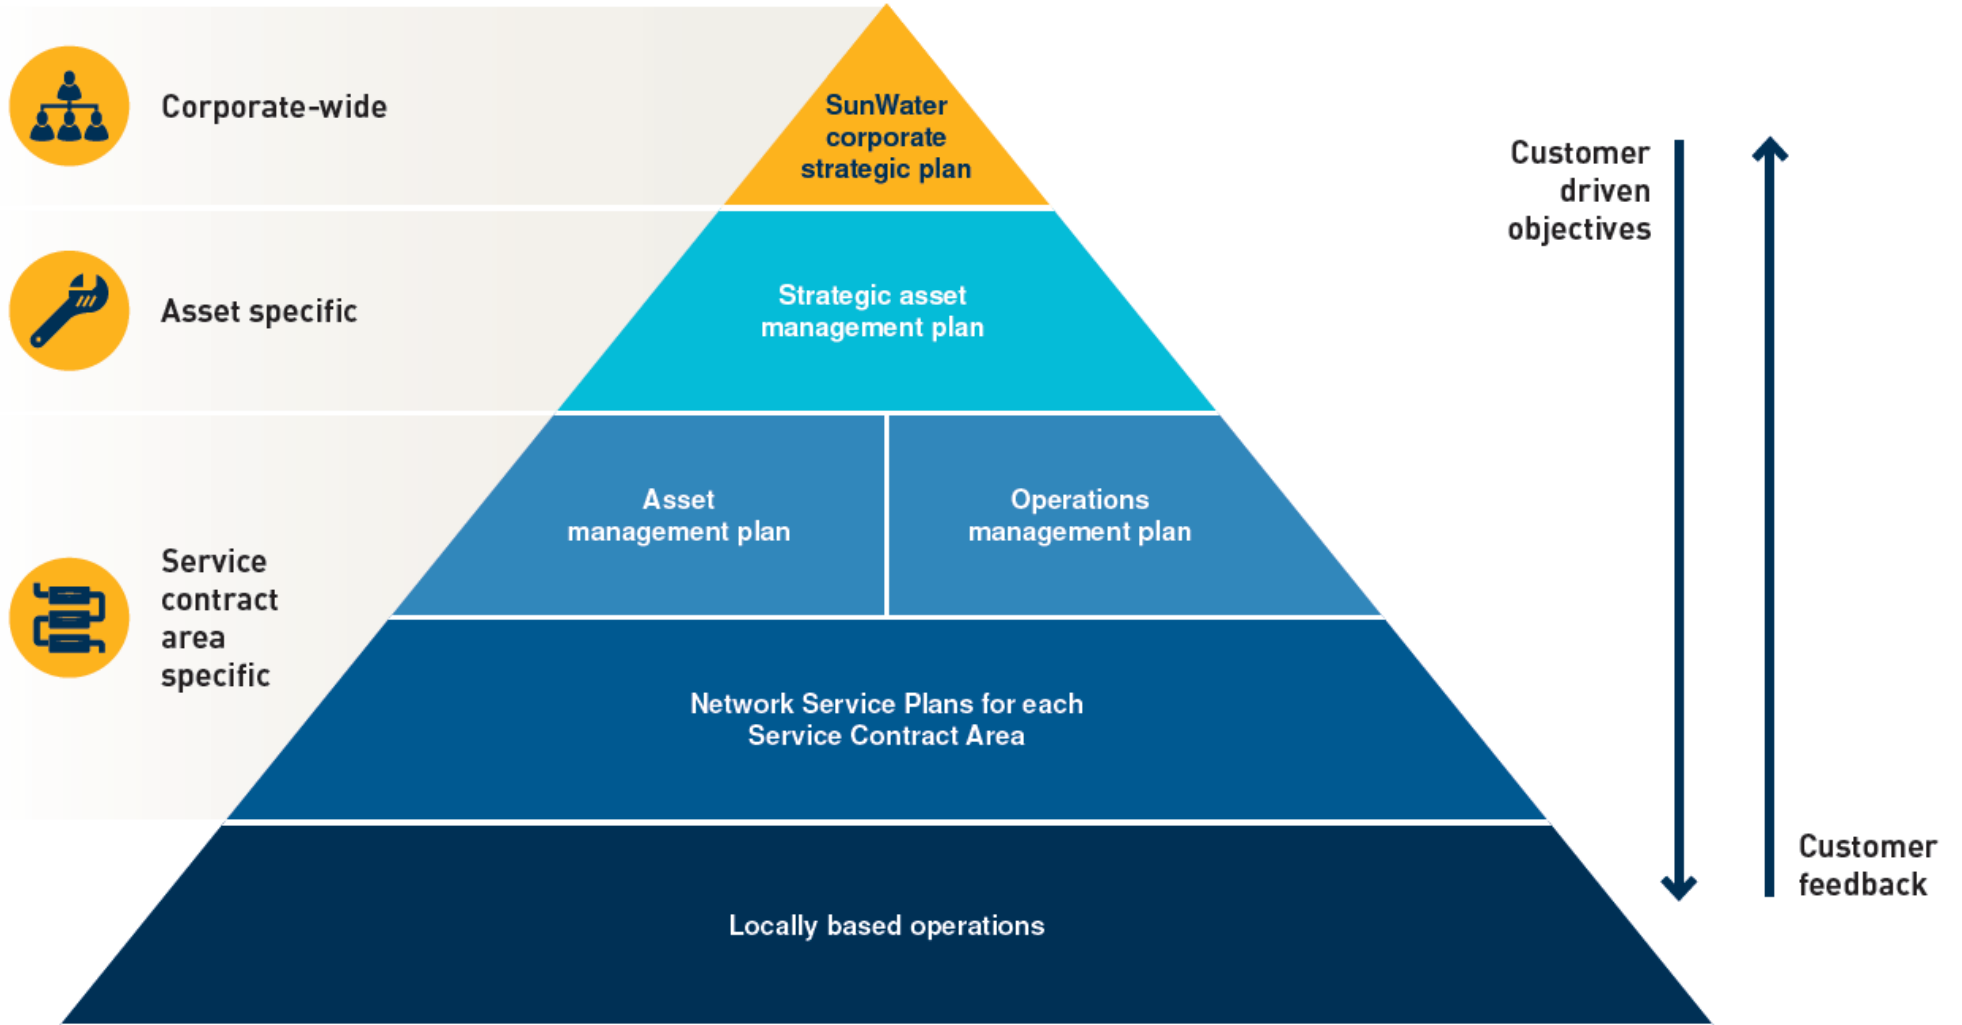 Corporate-wide
SunWater
corporate
strategic plan
Customer
driven
objectives
Asset specific
Strategic asset
management plan
Asset
management plan
Operations
management plan
Service
contract
area
specific
Network Service Plans for each
Service Contract Area
Customer
feedback
Locally based operations